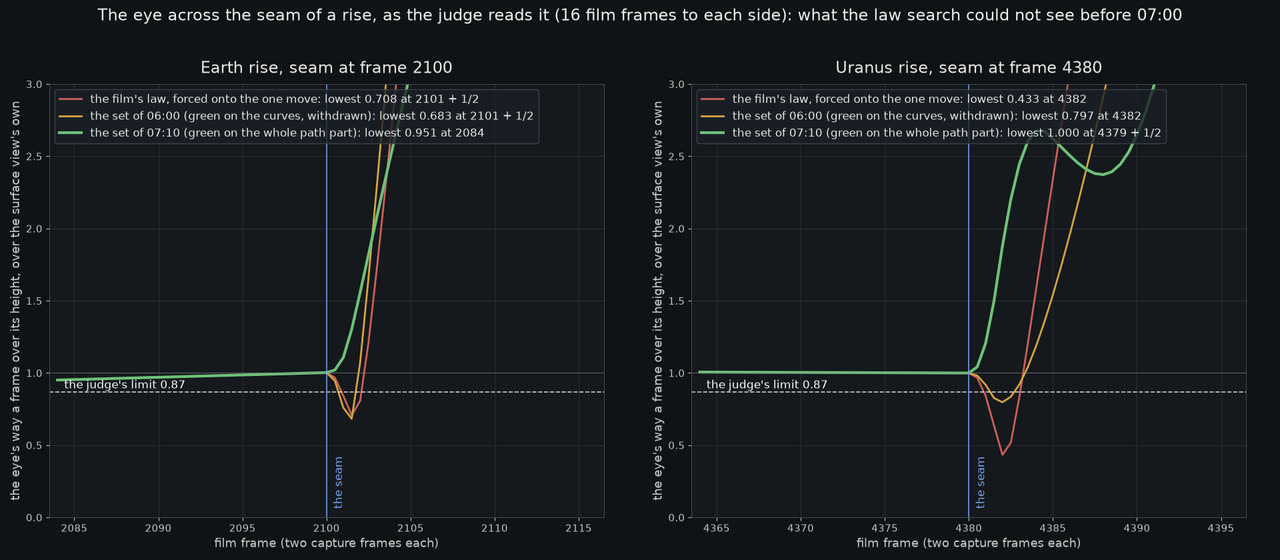 The eye across the seam of a rise, as the judge reads it (16 film frames to each side): what the law search could not see before 07:00
Earth rise, seam at frame 2100
the eye's way a frame over its height, over the surface view's own
3.0
2.5
2.0
1.5
1.0
0.5
0.0
the film's law, forced onto the one move: lowest 0.708 at 2101 + 1/2
the set of 06:00 (green on the curves, withdrawn): lowest 0.683 at 2101 + 1/2
the set of 07:10 (green on the whole path part): lowest 0.951 at 2084
the judge's limit 0.87
the seam
2085 2090 2095 2100 2105 2110 2115
film frame (two capture frames each)
Uranus rise, seam at frame 4380
the eye's way a frame over its height, over the surface view's own
3.0
2.5
2.0
1.5
1.0
0.5
0.0
the film's law, forced onto the one move: lowest 0.433 at 4382
the set of 06:00 (green on the curves, withdrawn): lowest 0.797 at 4382
the set of 07:10 (green on the whole path part): lowest 1.000 at 4379 + 1/2
the judge's limit 0.87
the seam
4365 4370 4375 4380 4385 4390 4395
film frame (two capture frames each)